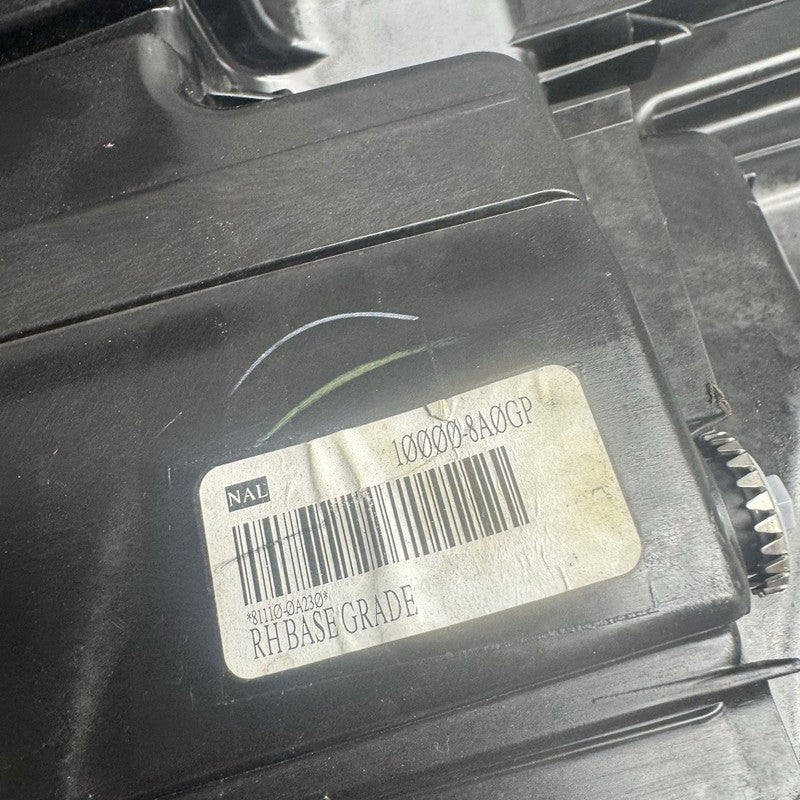 10000-8A0GP
NAL
*81110-0A230*
RH BASE GRADE